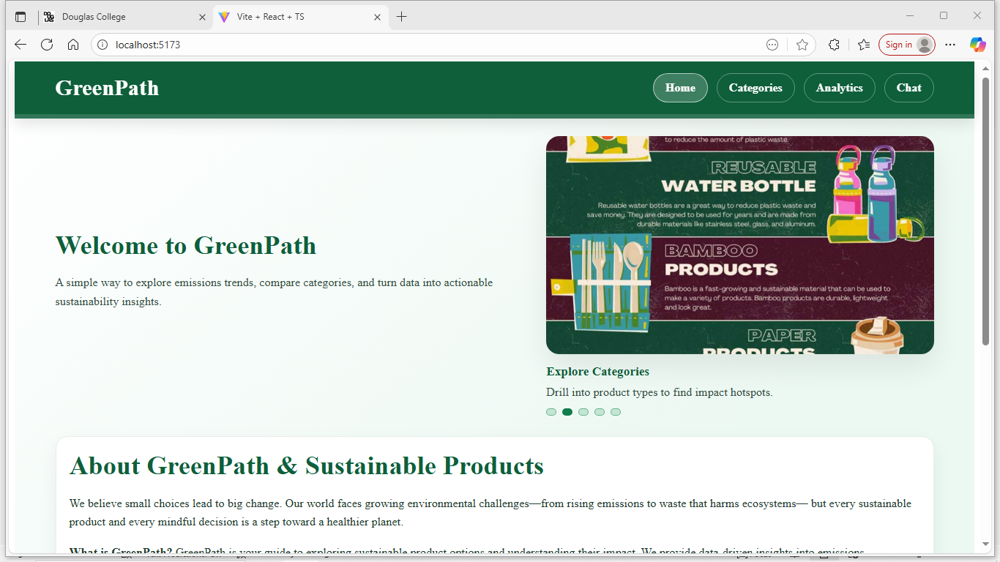 Douglas College
Vite + React + TS
localhost:5173
Sign in
GreenPath
Home
Categories
Analytics
Chat
to reduce the amount of plastic waste.
REUSABLE
WATER BOTTLE
Reusable water bottles are a great way to reduce plastic waste and
save money. They are designed to be used for years and are made from
durable materials like stainless steel, glass, and aluminum.
BAMBOO
PRODUCTS
Bamboo is a fast-growing and sustainable material that can be used to
make a variety of products. Bamboo products are durable, lightweight
and look great.
PAPER
PRODUCTS
Welcome to GreenPath
A simple way to explore emissions trends, compare categories, and turn data into actionable
sustainability insights.
Explore Categories
Drill into product types to find impact hotspots.
About GreenPath & Sustainable Products
We believe small choices lead to big change. Our world faces growing environmental challenges—from rising emissions to waste that harms ecosystems— but every sustainable
product and every mindful decision is a step toward a healthier planet.
What is GreenPath? GreenPath is your guide to exploring sustainable product options and understanding their impact. We provide data-driven insights into emissions